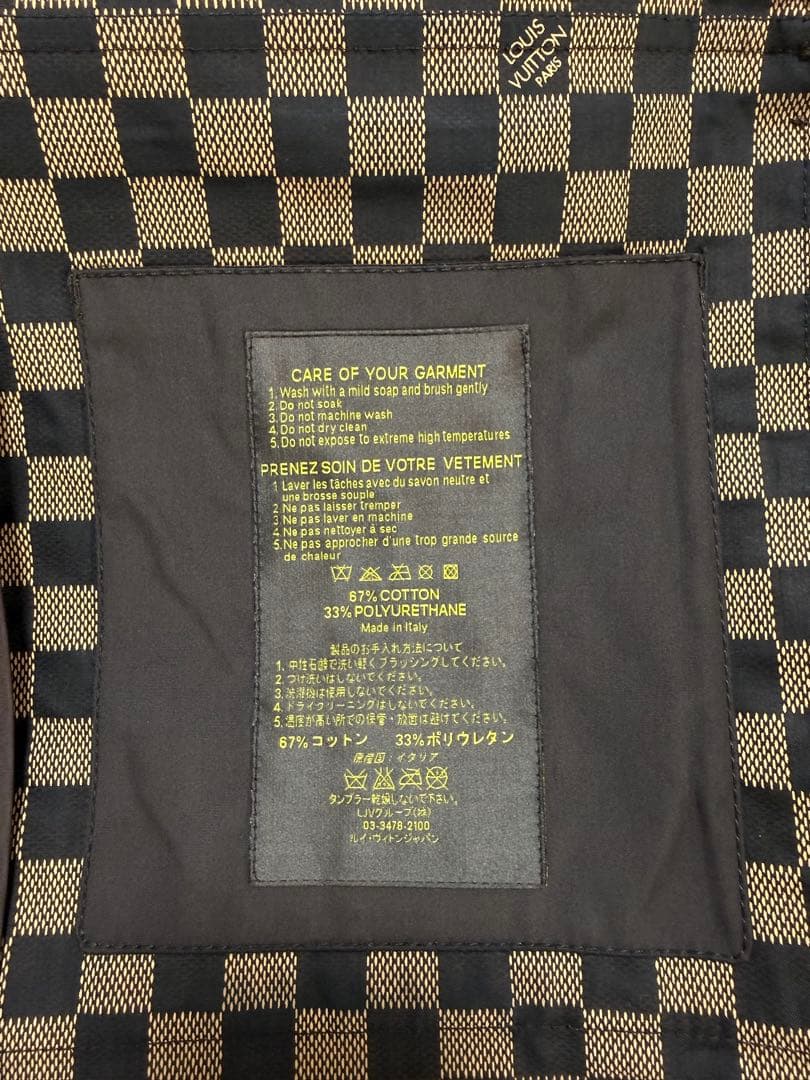 LOUIS
VUITTON
PARIS
CARE OF YOUR GARMENT
1. Wash with a mild soap and brush gently
2. Do not soak
3. Do not machine wash
4. Do not dry clean
5. Do not expose to extreme high temperatures
PRENEZ SOIN DE VOTRE VETEMENT
1 Laver les tâches avec du savon neutre et
une brosse souple
2 Ne pas laisser tremper
3 Ne pas laver en machine
4 Ne pas nettoyer à sec
5. Ne pas approcher d'une trop grande source
de chaleur
67% COTTON
33% POLYURETHANE
Made in Italy
製品のお手入れ方法について
1. 中性石鹸で洗い軽くブラッシングしてください。
2. つけ洗いはしないでください。
3. 洗濯機は使用しないでください。
4. ドライクリーニングはしないでください。
5. 温度が高い所での保管・放置は避けてください。
67% コットン 33% ポリウレタン
原産国：イタリア
タンブラー乾燥しないで下さい。
LJVグループ(株)
03-3478-2100
ルイ・ヴィトンジャパン